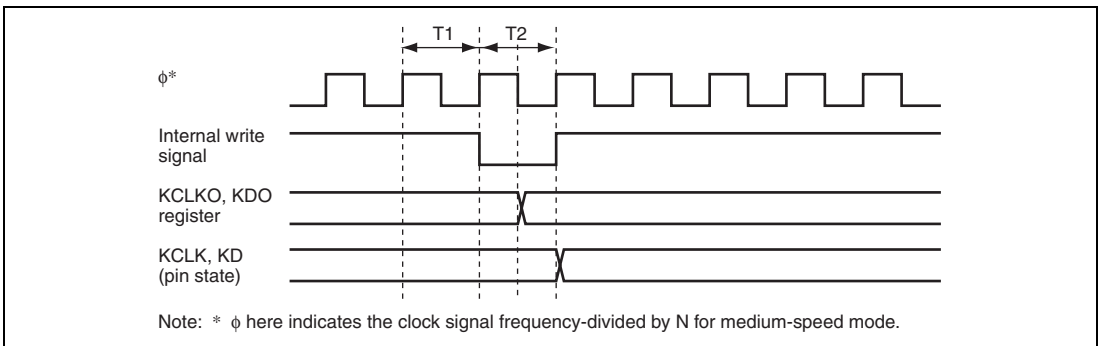 T1 T2
ϕ*
Internal write
signal
KCLKO, KDO
register
KCLK, KD
(pin state)
Note: * ϕ here indicates the clock signal frequency-divided by N for medium-speed mode.